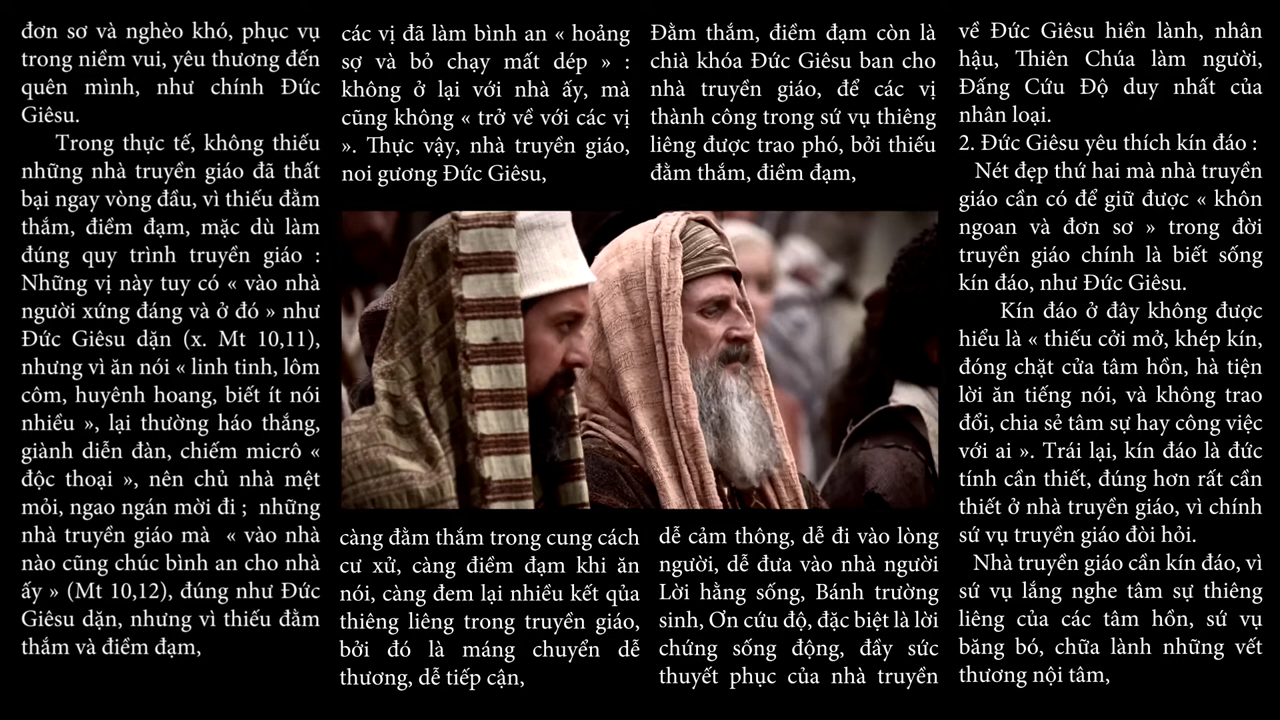 đơn sơ và nghèo khó, phục vụ
trong niềm vui, yêu thương đến
quên mình, như chính Đức
Giêsu.
Trong thực tế, không thiếu
những nhà truyền giáo đã thất
bại ngay vòng đầu, vì thiếu đằm
thắm, điềm đạm, mặc dù làm
đúng quy trình truyền giáo :
Những vị này tuy có « vào nhà
người xứng đáng và ở đó » như
Đức Giêsu dặn (x. Mt 10,11),
nhưng vì ăn nói « linh tinh, lôm
côm, huyênh hoang, biết ít nói
nhiều », lại thường háo thắng,
giành diễn đàn, chiếm micrô «
độc thoại », nên chủ nhà mệt
mỏi, ngao ngán mời đi ; những
nhà truyền giáo mà « vào nhà
nào cũng chúc bình an cho nhà
ấy » (Mt 10,12), đúng như Đức
Giêsu dặn, nhưng vì thiếu đằm
thắm và điềm đạm,
các vị đã làm bình an « hoảng
sợ và bỏ chạy mất dép » :
không ở lại với nhà ấy, mà
cũng không « trở về với các vị
». Thực vậy, nhà truyền giáo,
noi gương Đức Giêsu,
càng đằm thắm trong cung cách
cư xử, càng điềm đạm khi ăn
nói, càng đem lại nhiều kết qủa
thiêng liêng trong truyền giáo,
bởi đó là máng chuyển dễ
thương, dễ tiếp cận,
Đằm thắm, điềm đạm còn là
chìa khóa Đức Giêsu ban cho
nhà truyền giáo, để các vị
thành công trong sứ vụ thiêng
liêng được trao phó, bởi thiếu
đằm thắm, điềm đạm,
dễ cảm thông, dễ đi vào lòng
người, dễ đưa vào nhà người
Lời hằng sống, Bánh trường
sinh, Ơn cứu độ, đặc biệt là lời
chứng sống động, đầy sức
thuyết phục của nhà truyền
về Đức Giêsu hiền lành, nhân
hậu, Thiên Chúa làm người,
Đấng Cứu Độ duy nhất của
nhân loại.
2. Đức Giêsu yêu thích kín đáo :
Nét đẹp thứ hai mà nhà truyền
giáo cần có để giữ được « khôn
ngoan và đơn sơ » trong đời
truyền giáo chính là biết sống
kín đáo, như Đức Giêsu.
Kín đáo ở đây không được
hiểu là « thiếu cởi mở, khép kín,
đóng chặt cửa tâm hồn, hà tiện
lời ăn tiếng nói, và không trao
đổi, chia sẻ tâm sự hay công việc
với ai ». Trái lại, kín đáo là đức
tính cần thiết, đúng hơn rất cần
thiết ở nhà truyền giáo, vì chính
sứ vụ truyền giáo đòi hỏi.
Nhà truyền giáo cần kín đáo, vì
sứ vụ lắng nghe tâm sự thiêng
liêng của các tâm hồn, sứ vụ
băng bó, chữa lành những vết
thương nội tâm,